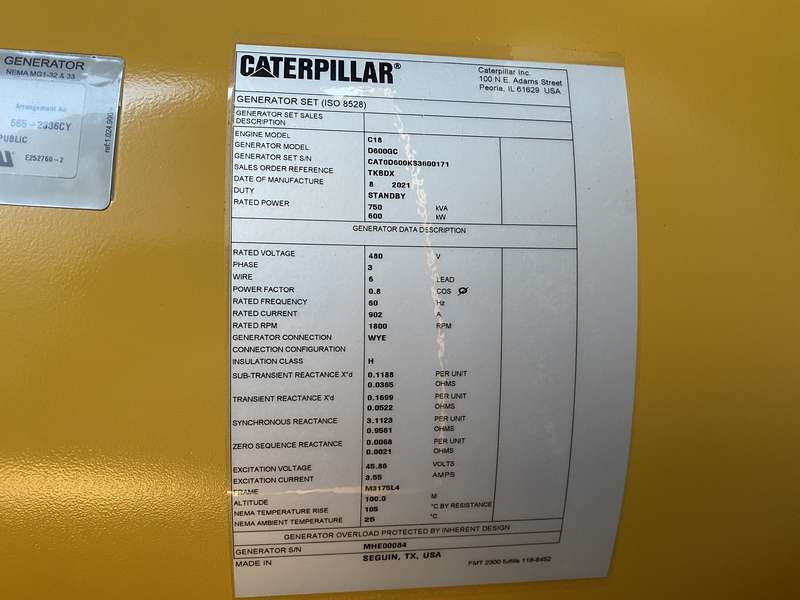 GENERATOR
NEMA MG1-32 & 33
Arrangement No
565-2336CY
PUBLIC
E252760-2
CATERPILLAR®
Caterpillar Inc.
100 N.E. Adams Street
Peoria, IL 61629 USA
GENERATOR SET (ISO 8528)
GENERATOR SET SALES DESCRIPTION
ENGINE MODEL C18
GENERATOR MODEL D600GC
GENERATOR SET S/N CAT0D600KS3600171
SALES ORDER REFERENCE TKBDX
DATE OF MANUFACTURE 8 2021
DUTY STANDBY
RATED POWER 750 kVA
600 kW
GENERATOR DATA DESCRIPTION
RATED VOLTAGE 480 V
PHASE 3
WIRE 6 LEAD
POWER FACTOR 0.8 COS Ø
RATED FREQUENCY 60 Hz
RATED CURRENT 902 A
RATED RPM 1800 RPM
GENERATOR CONNECTION WYE
CONNECTION CONFIGURATION
INSULATION CLASS H
SUB-TRANSIENT REACTANCE X"d 0.1188 PER UNIT
0.0365 OHMS
TRANSIENT REACTANCE X'd 0.1699 PER UNIT
0.0522 OHMS
SYNCHRONOUS REACTANCE 3.1123 PER UNIT
0.9561 OHMS
ZERO SEQUENCE REACTANCE 0.0068 PER UNIT
0.0021 OHMS
EXCITATION VOLTAGE 45.86 VOLTS
EXCITATION CURRENT 3.55 AMPS
FRAME M3175L4
ALTITUDE 100.0 M
NEMA TEMPERATURE RISE 105 °C BY RESISTANCE
NEMA AMBIENT TEMPERATURE 25 °C
GENERATOR OVERLOAD PROTECTED BY INHERENT DESIGN
GENERATOR S/N MHE00084
MADE IN SEGUIN, TX, USA
FMT 2300 fulfills 118-8452